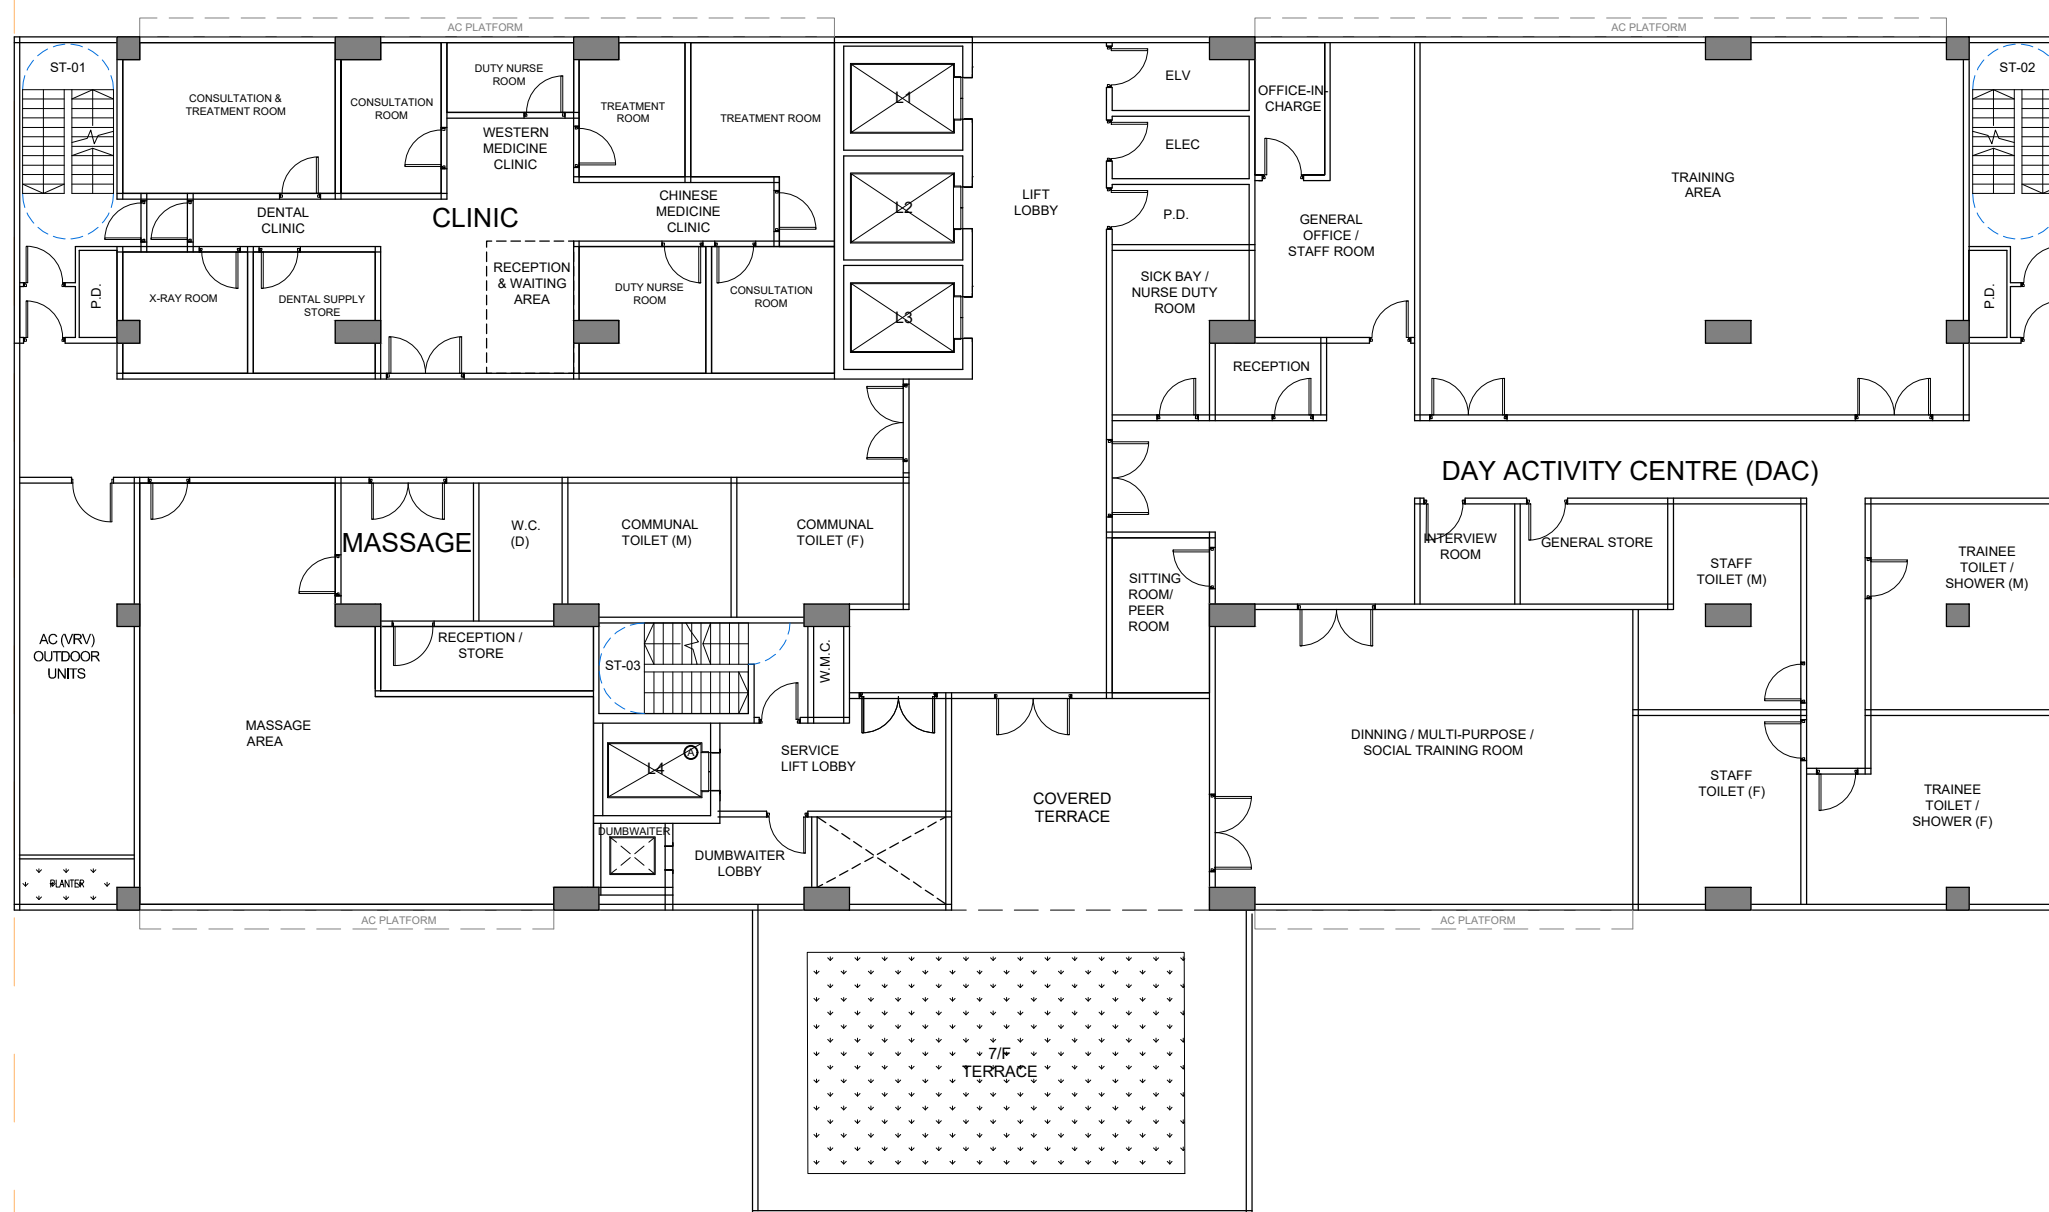 AC PLATFORM
AC PLATFORM
ST-01
CONSULTATION &
TREATMENT ROOM
CONSULTATION
ROOM
DUTY NURSE
ROOM
WESTERN
MEDICINE
CLINIC
TREATMENT
ROOM
TREATMENT ROOM
L1
ELV
OFFICE-IN-
CHARGE
ELEC
TRAINING
AREA
ST-02
DENTAL
CLINIC
CLINIC
CHINESE
MEDICINE
CLINIC
L2
LIFT
LOBBY
P.D.
GENERAL
OFFICE /
STAFF ROOM
P.D.
X-RAY ROOM
DENTAL SUPPLY
STORE
RECEPTION
& WAITING
AREA
DUTY NURSE
ROOM
CONSULTATION
ROOM
L3
SICK BAY /
NURSE DUTY
ROOM
RECEPTION
P.D.
DAY ACTIVITY CENTRE (DAC)
MASSAGE
W.C.
(D)
COMMUNAL
TOILET (M)
COMMUNAL
TOILET (F)
INTERVIEW
ROOM
GENERAL STORE
STAFF
TOILET (M)
TRAINEE
TOILET /
SHOWER (M)
SITTING
ROOM/
PEER
ROOM
AC (VRV)
OUTDOOR
UNITS
RECEPTION /
STORE
ST-03
W.M.C.
MASSAGE
AREA
L4
A
SERVICE
LIFT LOBBY
COVERED
TERRACE
DINNING / MULTI-PURPOSE /
SOCIAL TRAINING ROOM
STAFF
TOILET (F)
TRAINEE
TOILET /
SHOWER (F)
DUMBWAITER
DUMBWAITER
LOBBY
PLANTER
AC PLATFORM
AC PLATFORM
7/F
TERRACE